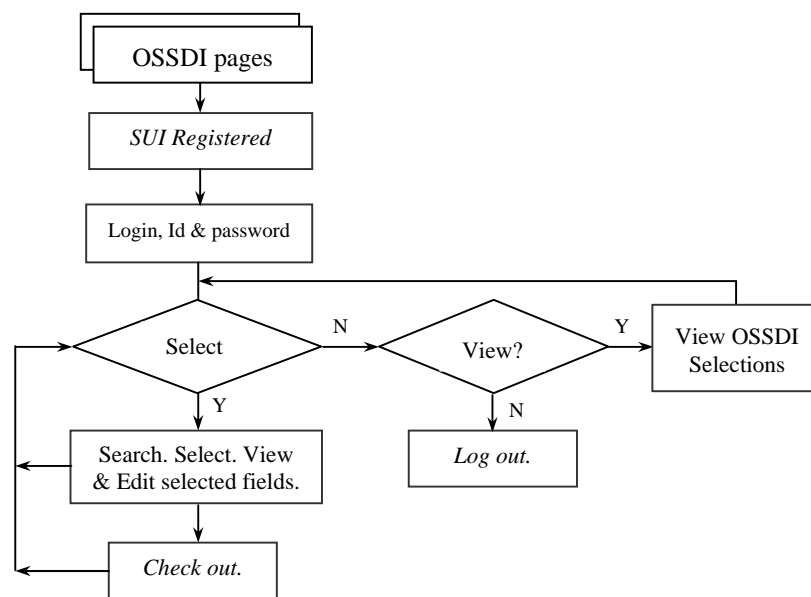 OSSDI pages
SUI Registered
Login, Id & password
Select
N
View?
Y
View OSSDI
Selections
Y
N
Search. Select. View
& Edit selected fields.
Log out.
Check out.